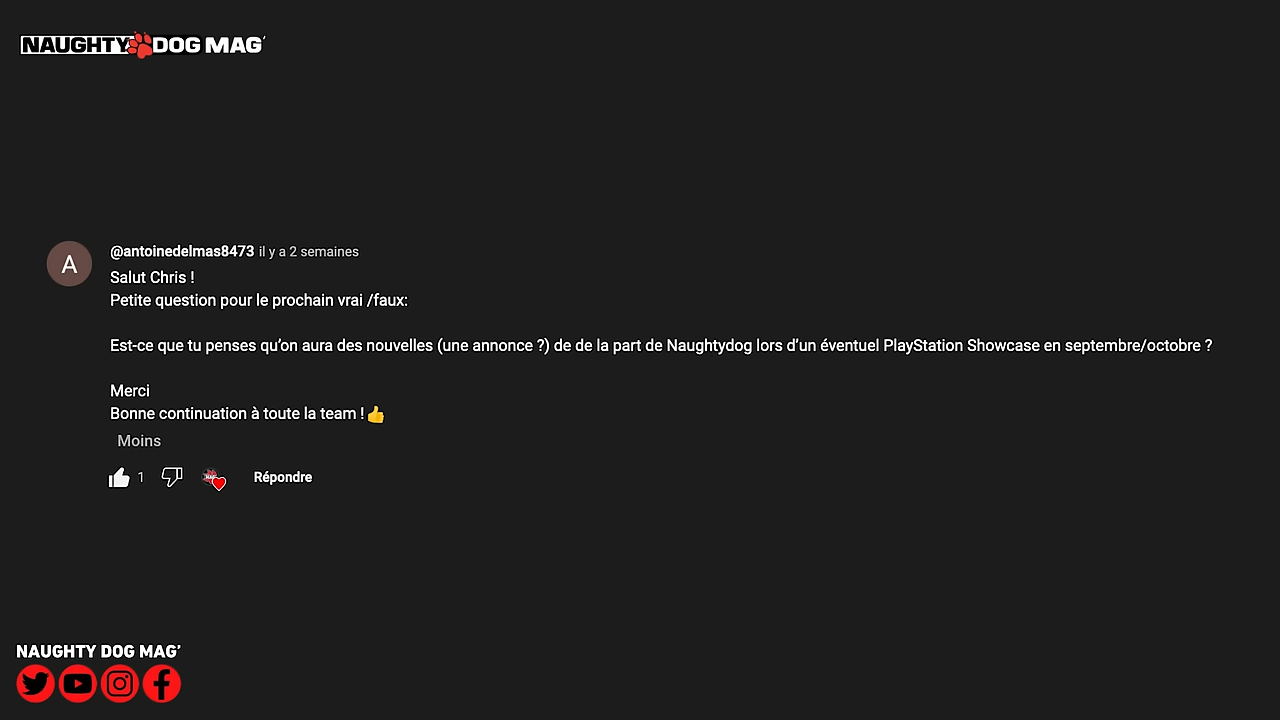 NAUGHTY DOG MAG'
A
@antoinedelmas8473 il y a 2 semaines
Salut Chris !
Petite question pour le prochain vrai /faux:
Est-ce que tu penses qu'on aura des nouvelles (une annonce ?) de de la part de Naughtydog lors d'un éventuel PlayStation Showcase en septembre/octobre ?
Merci
Bonne continuation à toute la team !👍
Moins
1
Répondre
NAUGHTY DOG MAG'